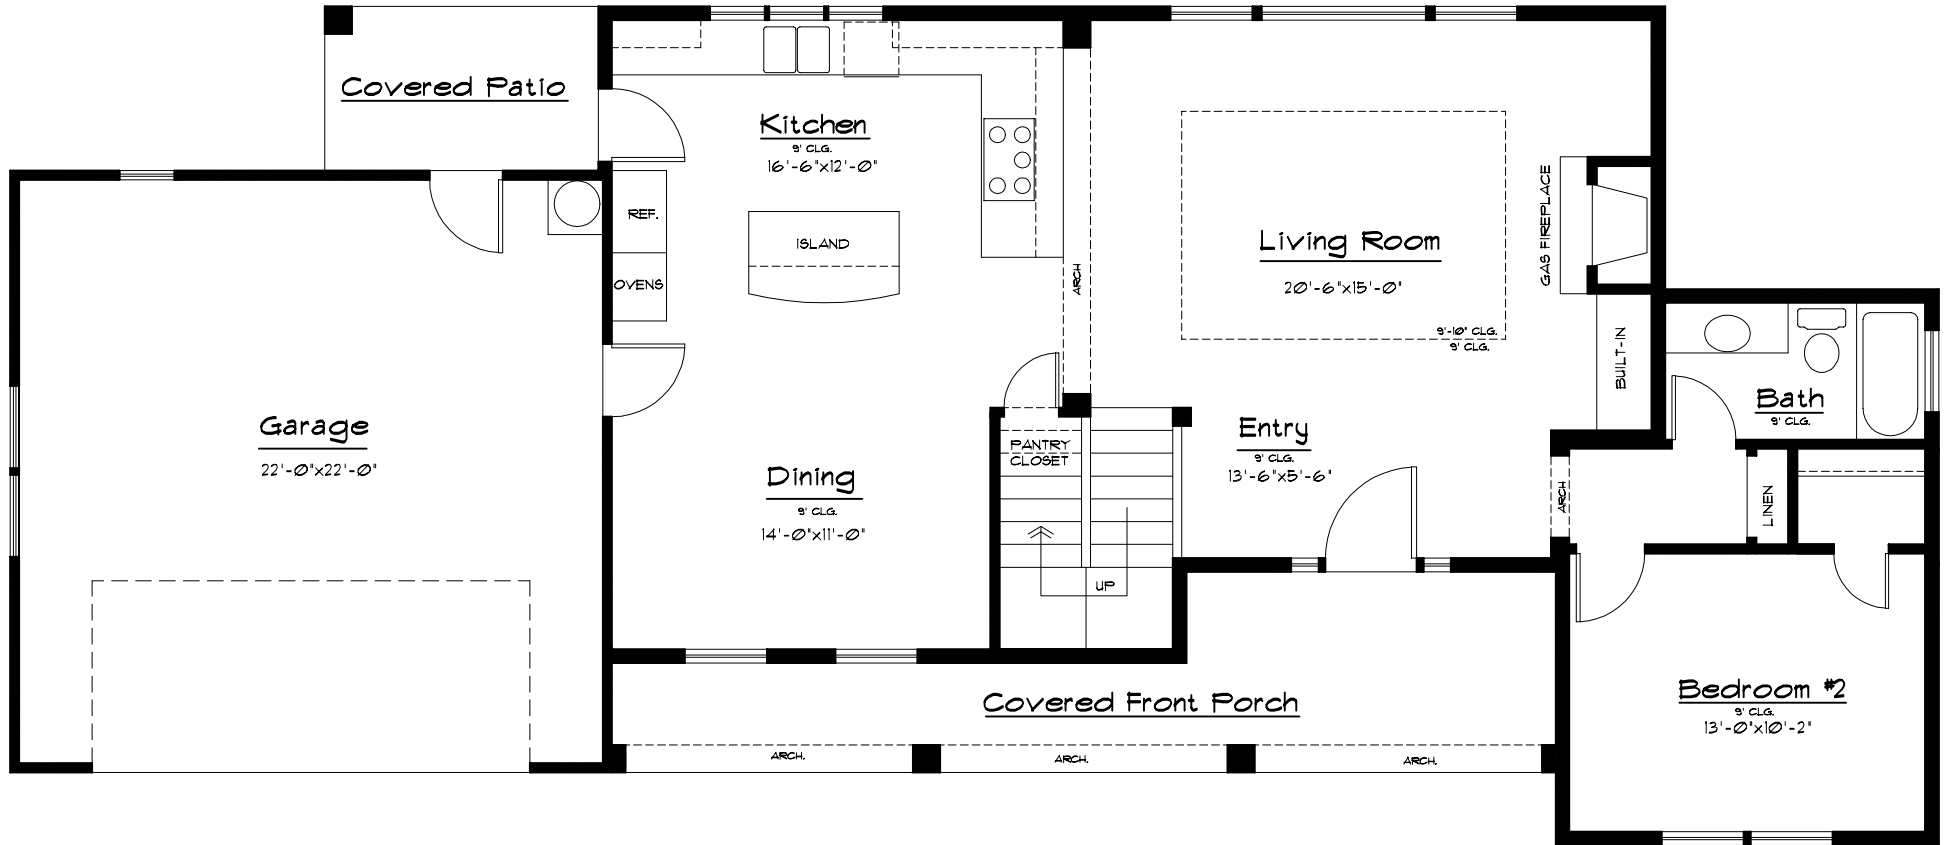 Covered Patio
Kitchen
9' CLG.
16'-6"x12'-0"
REF.
ISLAND
OVENS
ARCH
Living Room
20'-6"x15'-0"
9'-10" CLG.
9' CLG.
GAS FIREPLACE
BUILT-IN
Bath
9' CLG.
Garage
22'-0"x22'-0"
Dining
9' CLG.
14'-0"x11'-0"
PANTRY
CLOSET
UP
Entry
9' CLG.
13'-6"x5'-6"
ARCH
LINEN
Covered Front Porch
ARCH.
ARCH.
ARCH.
Bedroom #2
9' CLG.
13'-0"x10'-2"